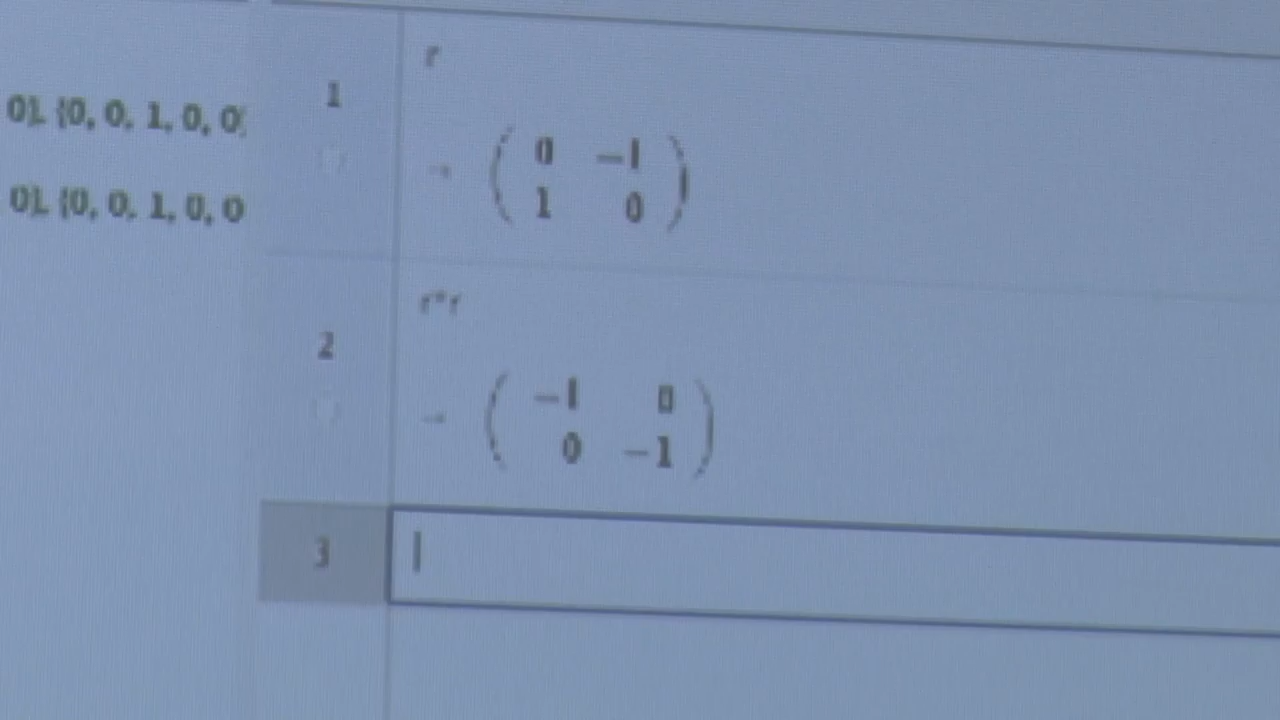 0}, {0, 0, 1, 0, 0
0}, {0, 0, 1, 0, 0
1
r
→ ( 0 −1
1 0 )
2
r*r
→ ( −1 0
0 −1 )
3